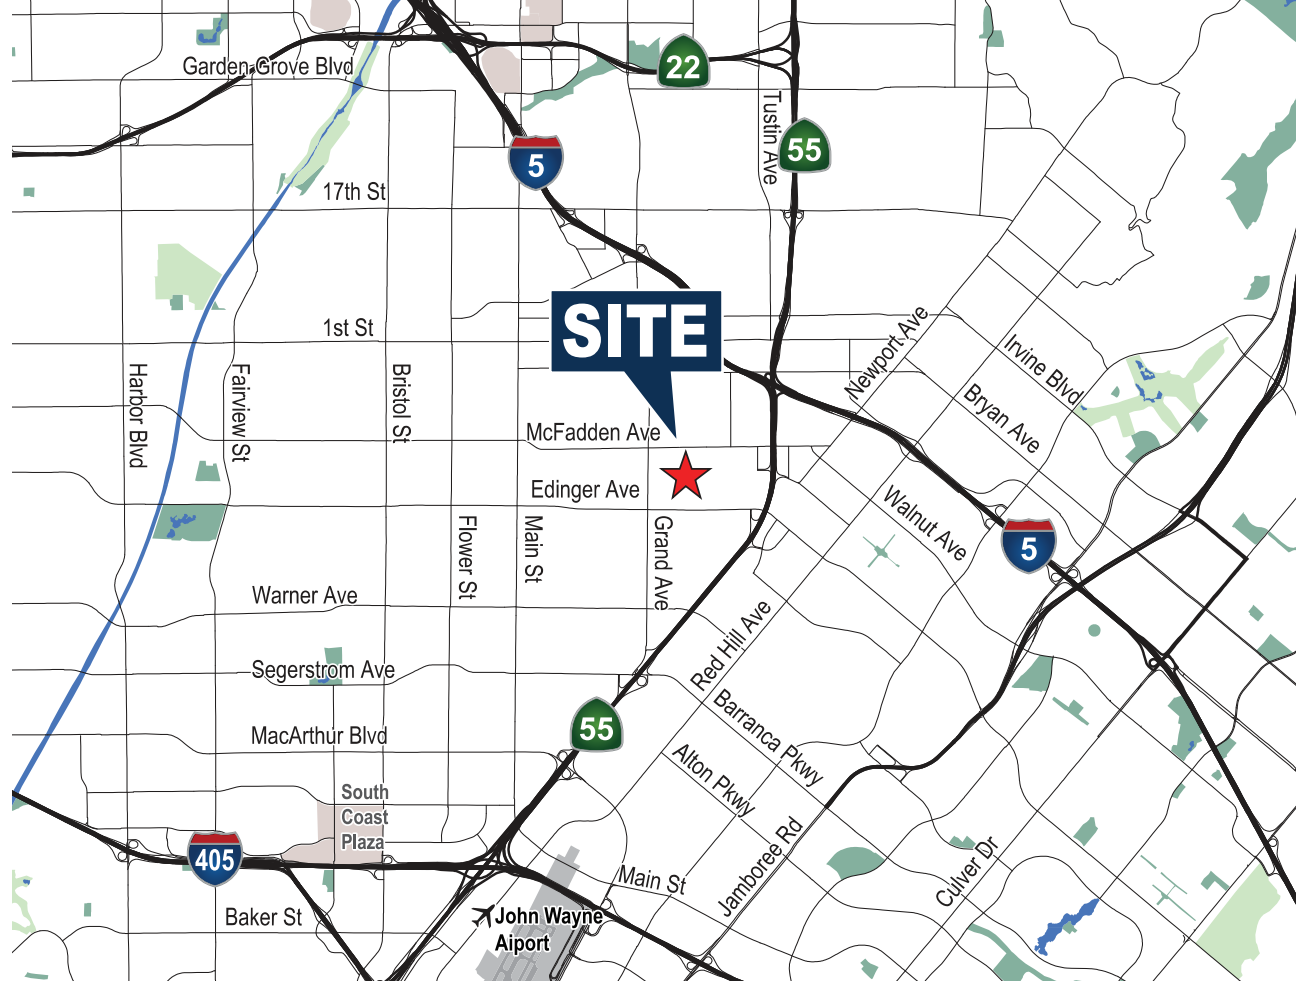 Garden Grove Blvd
22
Tustin Ave
55
5
17th St
SITE
1st St
Newport Ave
Irvine Blvd
Harbor Blvd
Fairview St
Bristol St
Bryan Ave
McFadden Ave
Edinger Ave
Walnut Ave
Flower St
Main St
Grand Ave
5
Warner Ave
Red Hill Ave
Segerstrom Ave
Barranca Pkwy
55
MacArthur Blvd
Alton Pkwy
South
Coast
Plaza
405
Jamboree Rd
Culver Dr
Main St
Baker St
John Wayne
Aiport